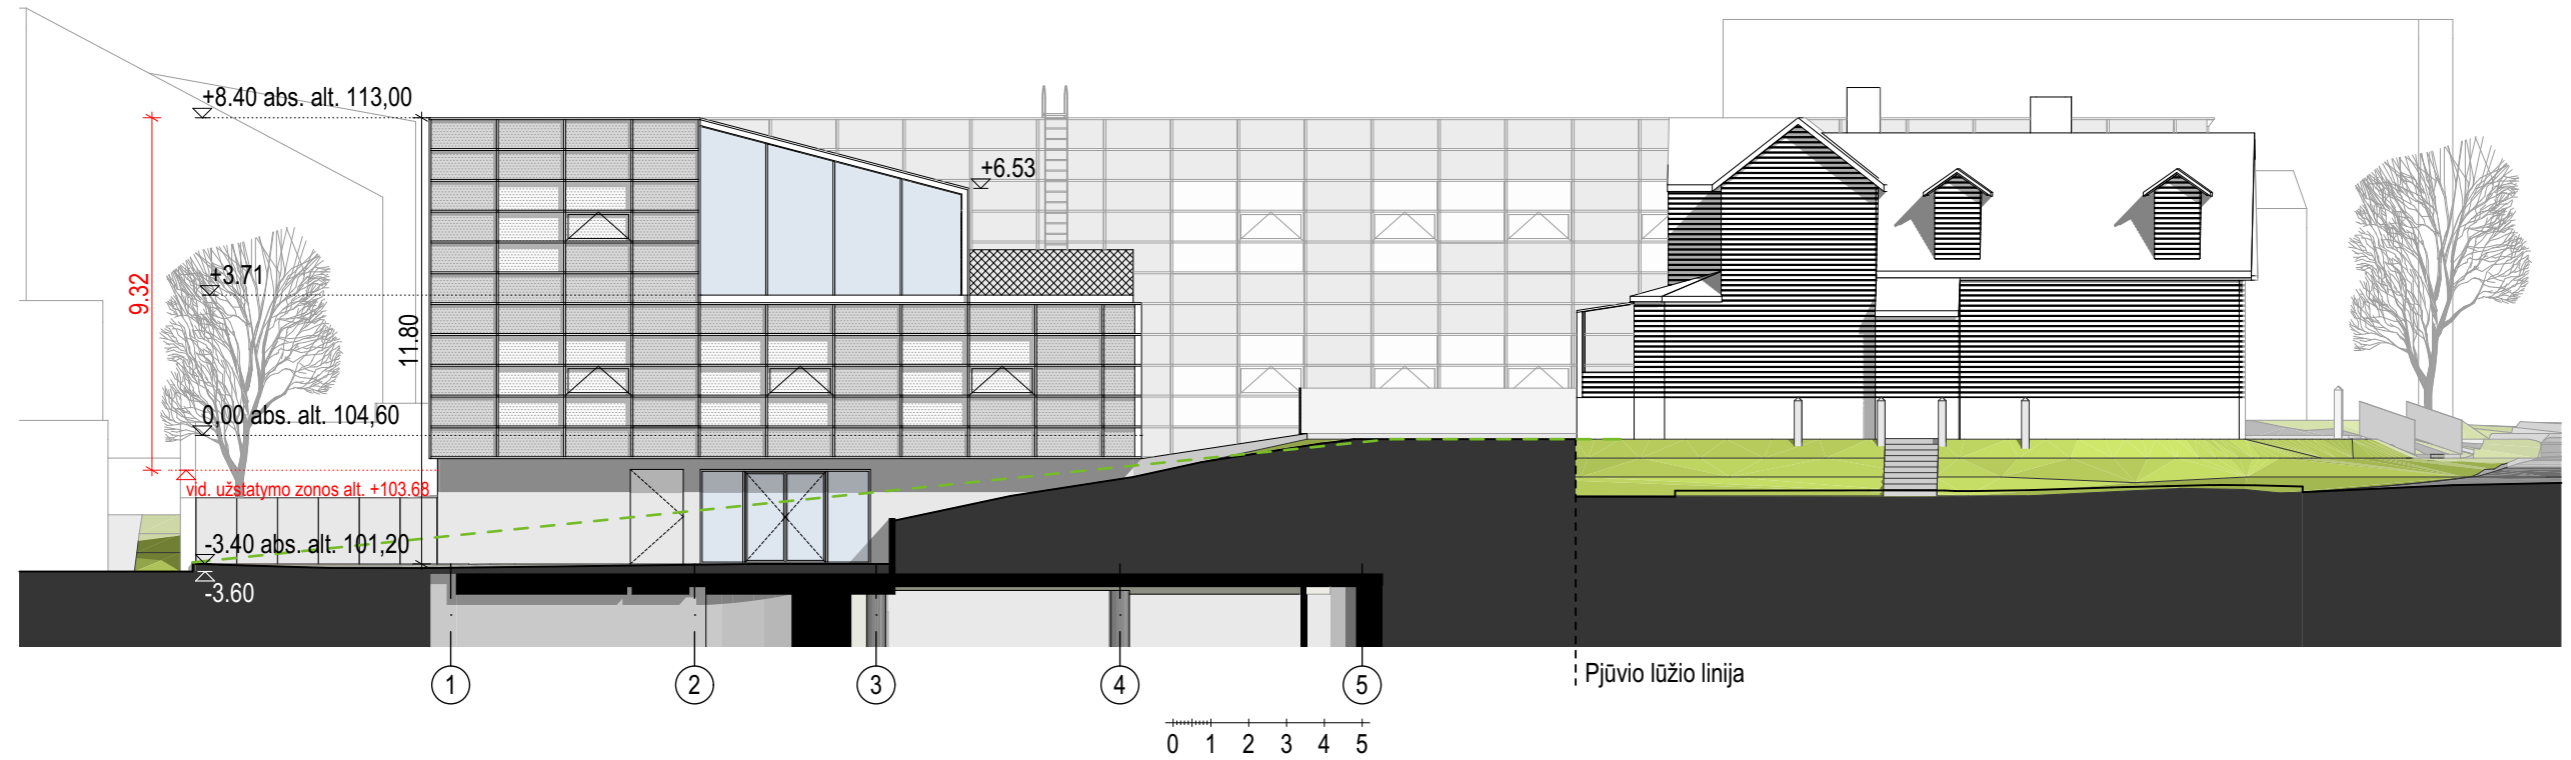 +8.40 abs. alt. 113,00
+6.53
+3.71
9.32
11.80
0,00 abs. alt. 104,60
vid. užstatymo zonos alt. +103.68
-3.40 abs. alt. 101,20
-3.60
1 2 3 4 5
Pjūvio lūžio linija
0 1 2 3 4 5